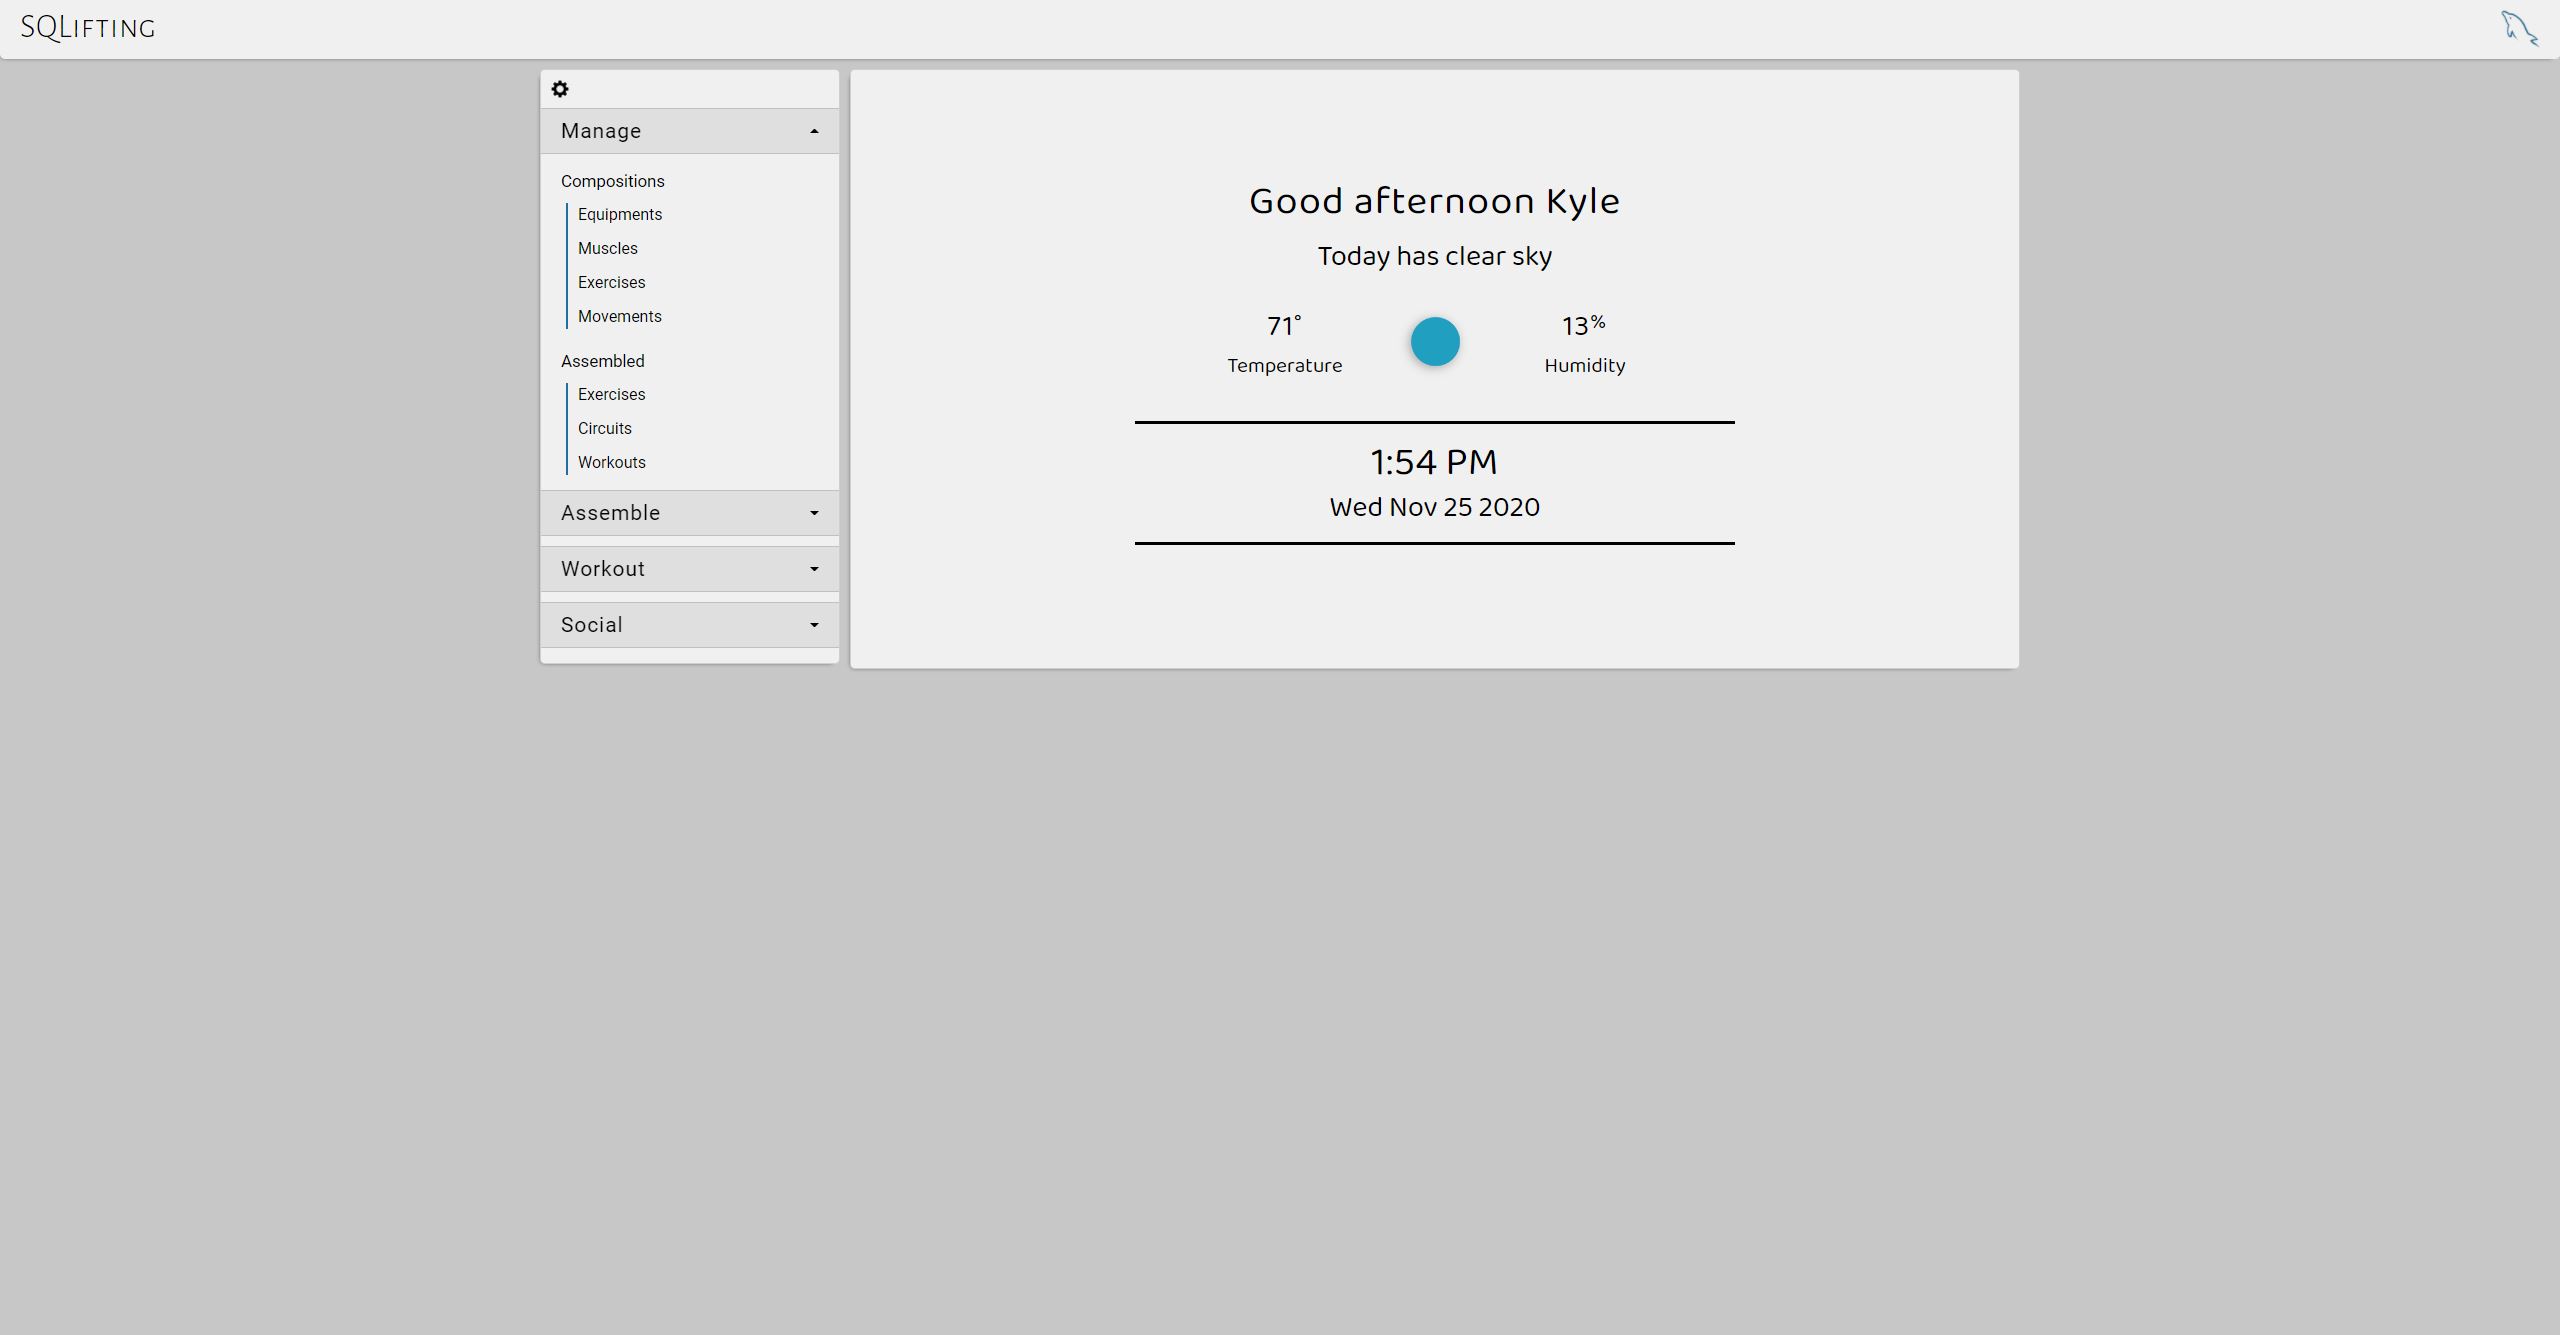 SQLifting
Manage
Compositions
Equipments
Muscles
Exercises
Movements
Assembled
Exercises
Circuits
Workouts
Assemble
Workout
Social
Good afternoon Kyle
Today has clear sky
71°
Temperature
13%
Humidity
1:54 PM
Wed Nov 25 2020